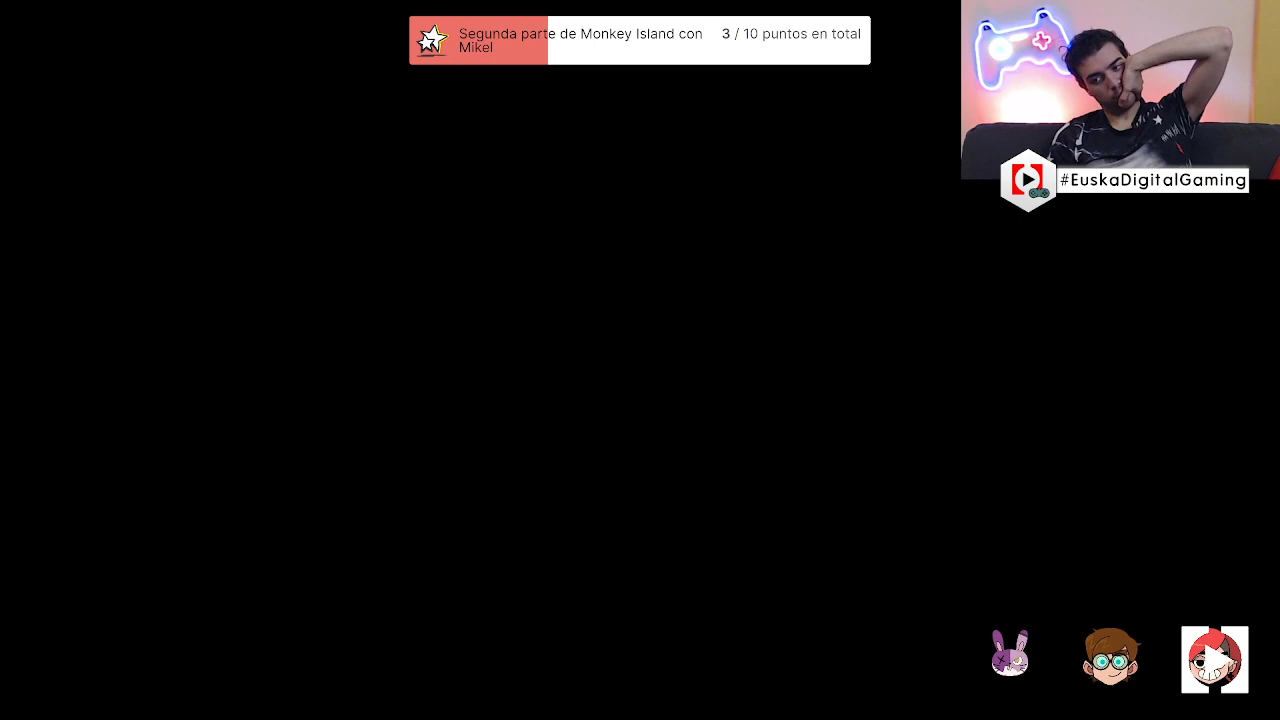 Segunda parte de Monkey Island con
Mikel
3 / 10 puntos en total
#EuskaDigitalGaming